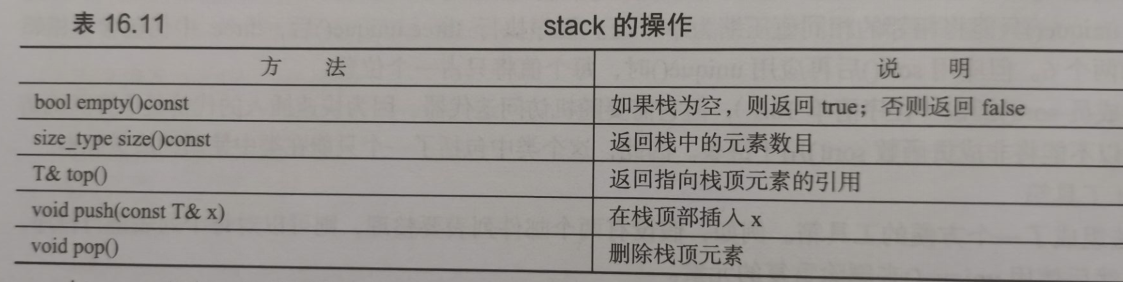 表 16.11 stack 的操作
方 法 说 明
bool empty()const 如果栈为空，则返回 true；否则返回 false
size_type size()const 返回栈中的元素数目
T& top() 返回指向栈顶元素的引用
void push(const T& x) 在栈顶部插入 x
void pop() 删除栈顶元素